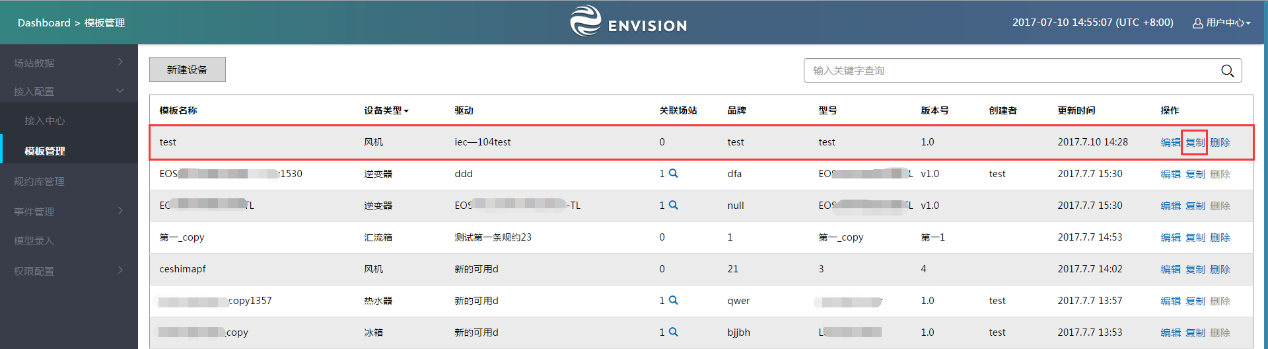 Dashboard > 模板管理 ENVISION 2017-07-10 14:55:07 (UTC +8:00) 用户中心
场站数据
接入配置
接入中心
模板管理
规约库管理
事件管理
模型录入
权限配置
新建设备 输入关键字查询
模板名称 设备类型 驱动 关联场站 品牌 型号 版本号 创建者 更新时间 操作
test 风机 iec—104test 0 test test 1.0 2017.7.10 14:28 编辑 复制 删除
EOS 1530 逆变器 ddd 1 dfa EOS L v1.0 test 2017.7.7 15:30 编辑 复制 删除
EO -TL 逆变器 EOS -TL 1 null EOS L v1.0 2017.7.7 15:30 编辑 复制 删除
第一_copy 汇流箱 测试第一条规约23 0 1 第一_copy 第一1 2017.7.7 14:53 编辑 复制 删除
ceshimapf 风机 新的可用d 0 21 3 4 2017.7.7 14:02 编辑 复制 删除
copy1357 热水器 新的可用d 1 qwer 1.0 test 2017.7.7 13:57 编辑 复制 删除
copy 冰箱 新的可用d 1 bjjbh L 1.0 test 2017.7.7 13:53 编辑 复制 删除